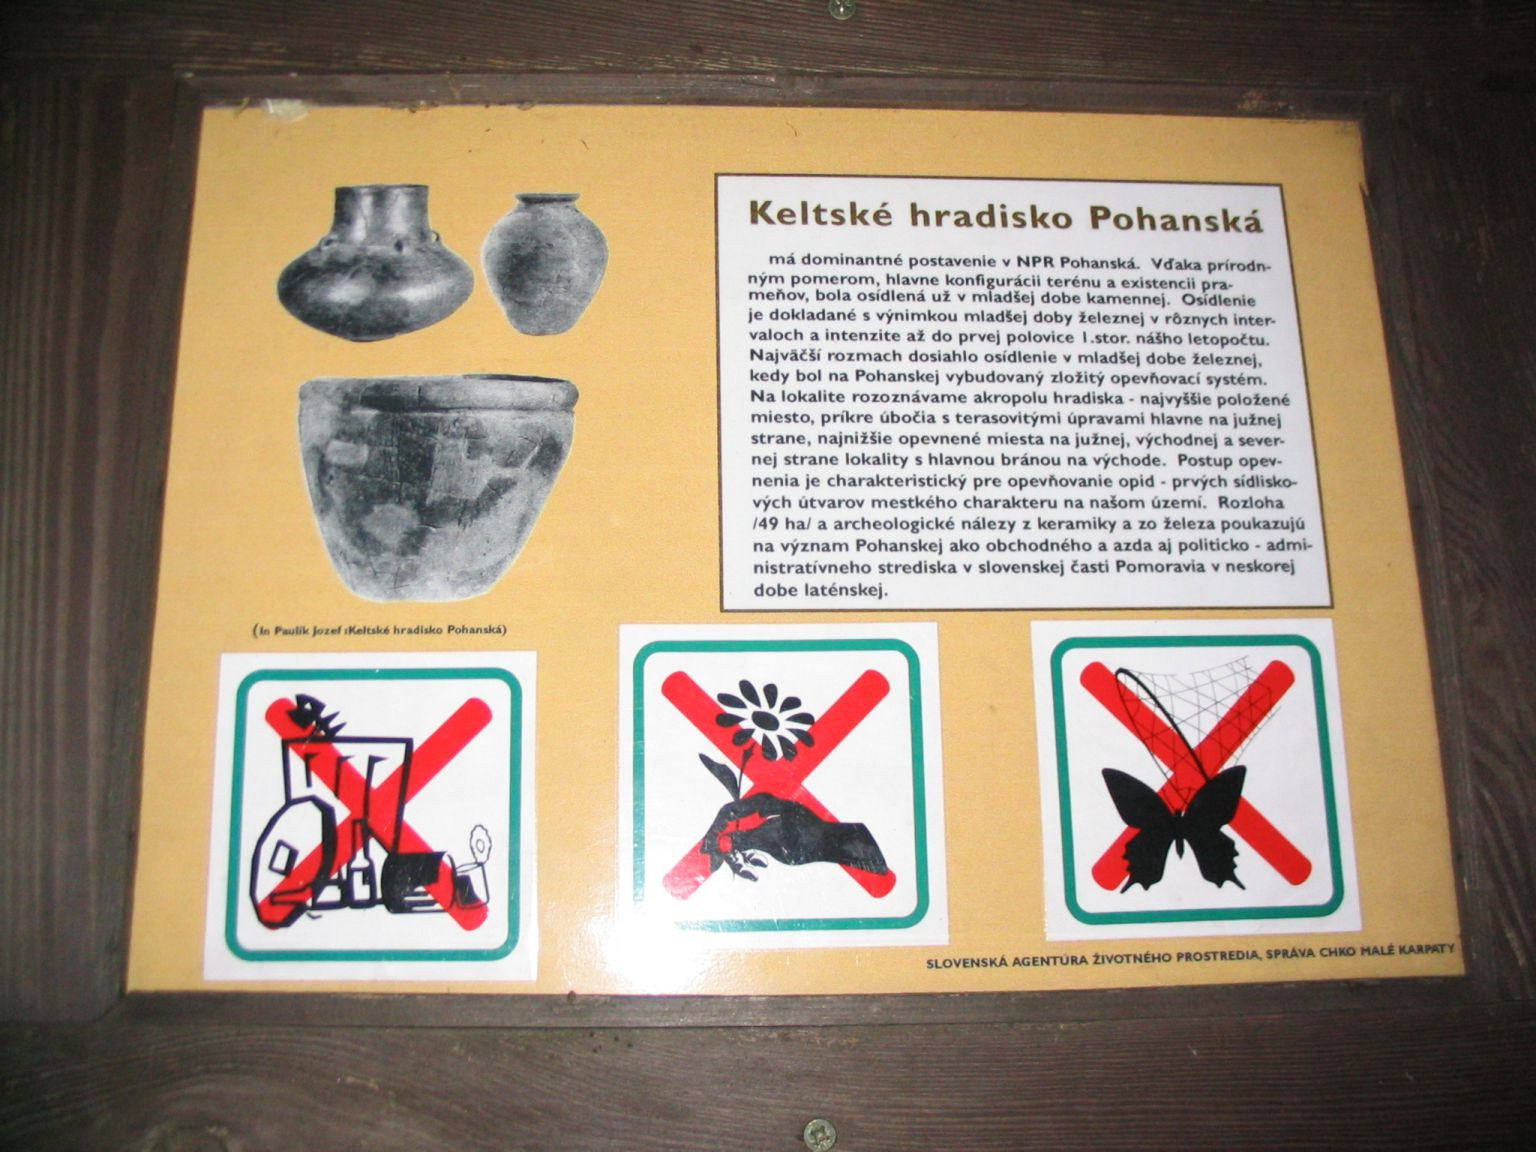 Keltské hradisko Pohanská
má dominantné postavenie v NPR Pohanská. Vďaka prírodn-
ným pomerom, hlavne konfigurácii terénu a existencii pra-
meňov, bola osídlená už v mladšej dobe kamennej. Osídlenie
je dokladané s výnimkou mladšej doby železnej v rôznych inter-
valoch a intenzite až do prvej polovice 1.stor. nášho letopočtu.
Najväčší rozmach dosiahlo osídlenie v mladšej dobe železnej,
kedy bol na Pohanskej vybudovaný zložitý opevňovací systém.
Na lokalite rozoznávame akropolu hradiska - najvyššie položené
miesto, príkre úbočia s terasovitými úpravami hlavne na južnej
strane, najnižšie opevnené miesta na južnej, východnej a sever-
nej strane lokality s hlavnou bránou na východe. Postup opev-
nenia je charakteristický pre opevňovanie opid - prvých sídlisko-
vých útvarov mestkého charakteru na našom území. Rozloha
/49 ha/ a archeologické nálezy z keramiky a zo železa poukazujú
na význam Pohanskej ako obchodného a azda aj politicko - admi-
nistratívneho strediska v slovenskej časti Pomoravia v neskorej
dobe laténskej.
(In Paulík Jozef :Keltské hradisko Pohanská)
SLOVENSKÁ AGENTÚRA ŽIVOTNÉHO PROSTREDIA, SPRÁVA CHKO MALÉ KARPATY